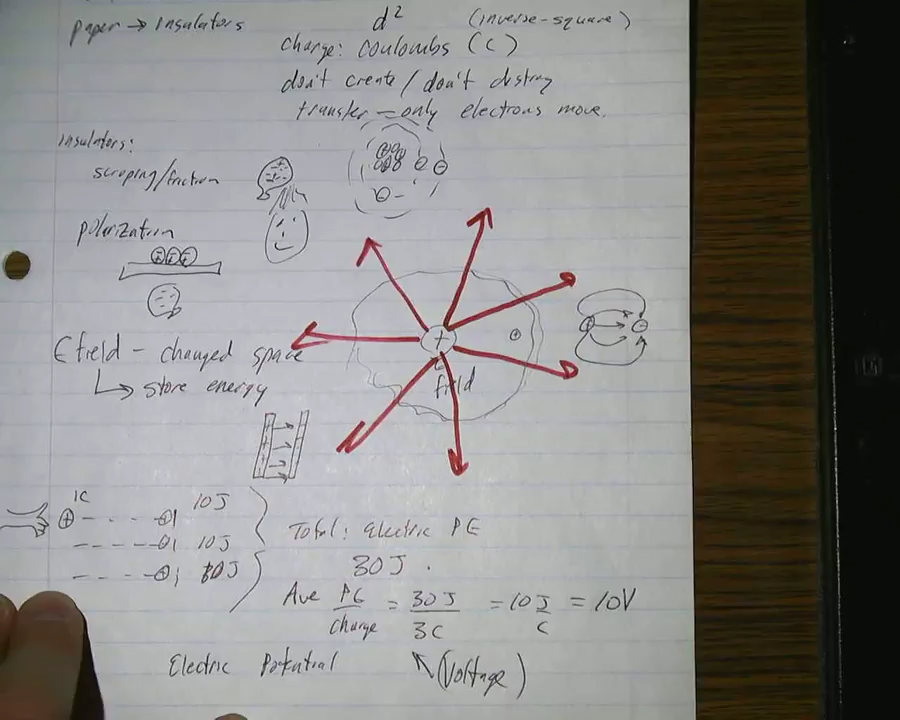 paper → Insulators
d²  (inverse-square)
charge: coulombs (C)
don't create / don't destroy
transfer — only electrons move.
Insulators:
scraping/friction
polarization
E field - changed space
↳ store energy
+
E
field
1C
10J
10J
10J
Total: Electric PE
30J.
Ave PE/charge = 30J/3C = 10J/C = 10V
Electric Potential
↖ (Voltage)